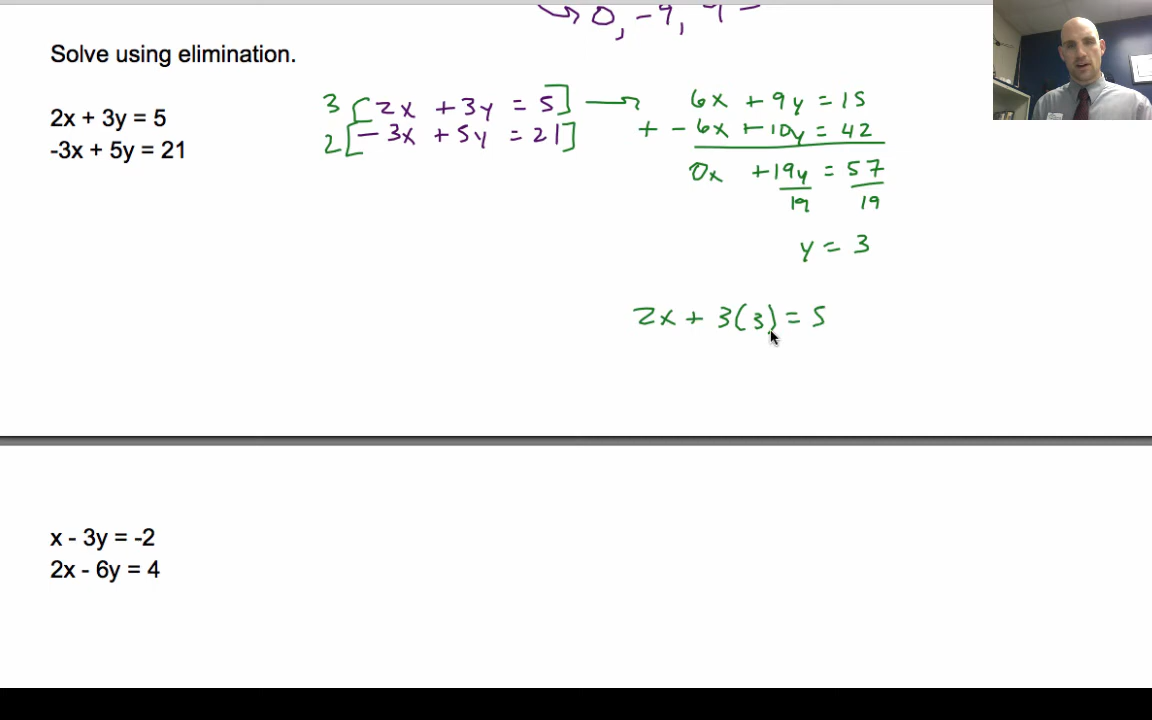 0, -9,
Solve using elimination.
2x + 3y = 5
-3x + 5y = 21
3 [2x + 3y = 5] →
2 [-3x + 5y = 21]
6x + 9y = 15
+ - 6x + 10y = 42
0x + 19y = 57
19 19
y = 3
2x + 3(3) = 5
x - 3y = -2
2x - 6y = 4